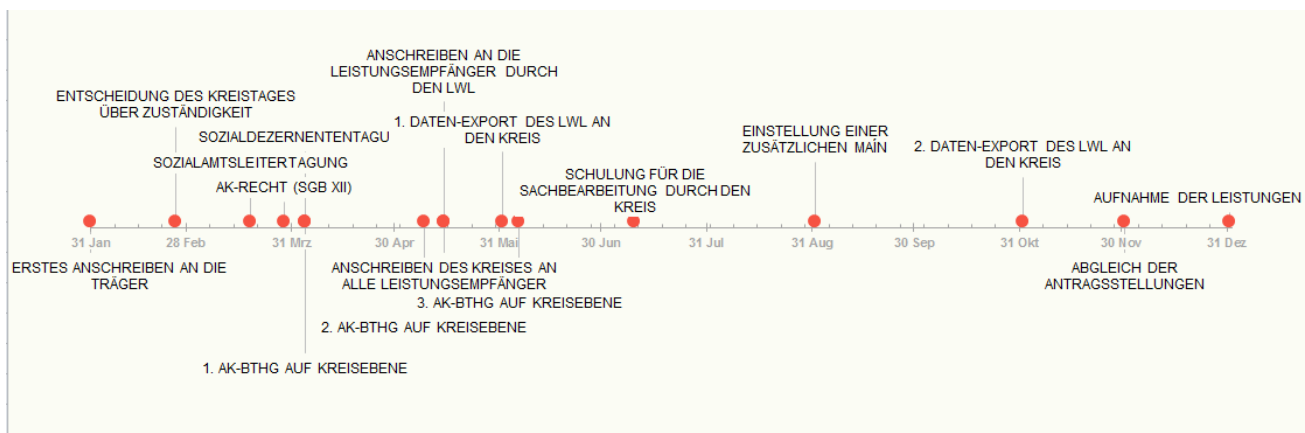 ANSCHREIBEN AN DIE
LEISTUNGSEMPFÄNGER DURCH
DEN LWL
ENTSCHEIDUNG DES KREISTAGES
ÜBER ZUSTÄNDIGKEIT
SOZIALDEZERNENTENTAGU
1. DATEN-EXPORT DES LWL AN
DEN KREIS
SOZIALAMTSLEITERTAGUNG
AK-RECHT (SGB XII)
SCHULUNG FÜR DIE
SACHBEARBEITUNG DURCH DEN
KREIS
EINSTELLUNG EINER
ZUSÄTZLICHEN MAÍN
2. DATEN-EXPORT DES LWL AN
DEN KREIS
AUFNAHME DER LEISTUNGEN
31 Jan 28 Feb 31 Mrz 30 Apr 31 Mai 30 Jun 31 Jul 31 Aug 30 Sep 31 Okt 30 Nov 31 Dez
ERSTES ANSCHREIBEN AN DIE
TRÄGER
ANSCHREIBEN DES KREISES AN
ALLE LEISTUNGSEMPFÄNGER
3. AK-BTHG AUF KREISEBENE
2. AK-BTHG AUF KREISEBENE
1. AK-BTHG AUF KREISEBENE
ABGLEICH DER
ANTRAGSSTELLUNGEN